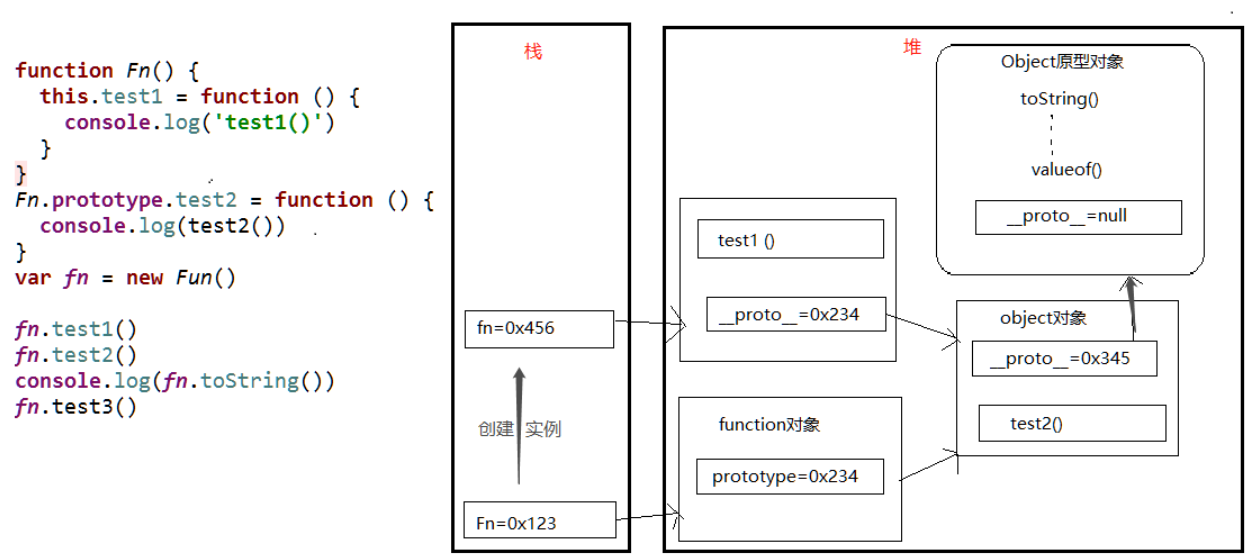 function Fn() {
this.test1 = function () {
console.log('test1()')
}
}
Fn.prototype.test2 = function () {
console.log(test2())
}
var fn = new Fun()
fn.test1()
fn.test2()
console.log(fn.toString())
fn.test3()
栈
fn=0x456
创建 实例
Fn=0x123
堆
test1 ()
__proto__=0x234
function对象
prototype=0x234
Object原型对象
toString()
valueof()
__proto__=null
object对象
__proto__=0x345
test2()